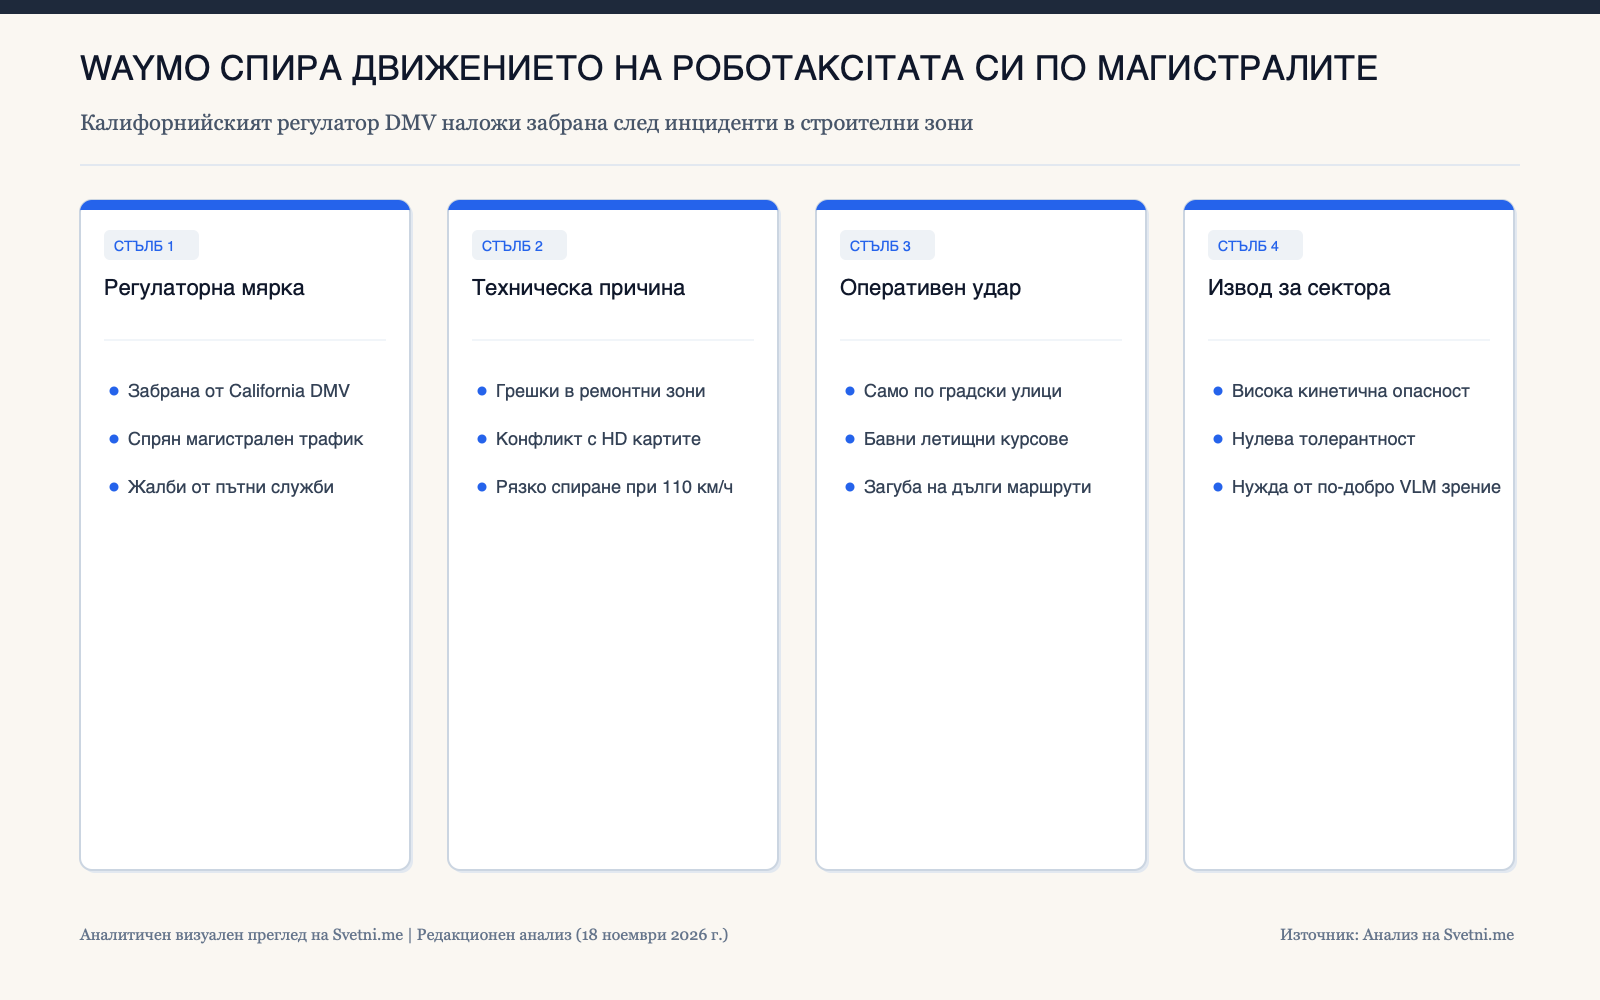 WAYMO СПИРА ДВИЖЕНИЕТО НА РОБОТАКСІТАТА СИ ПО МАГИСТРАЛИТЕ
Калифорнийският регулатор DMV наложи забрана след инциденти в строителни зони
СТЪЛБ 1
Регулаторна мярка
Забрана от California DMV
Спрян магистрален трафик
Жалби от пътни служби
СТЪЛБ 2
Техническа причина
Грешки в ремонтни зони
Конфликт с HD картите
Рязко спиране при 110 км/ч
СТЪЛБ 3
Оперативен удар
Само по градски улици
Бавни летищни курсове
Загуба на дълги маршрути
СТЪЛБ 4
Извод за сектора
Висока кинетична опасност
Нулева толерантност
Нужда от по-добро VLM зрение
Аналитичен визуален преглед на Svetni.me | Редакционен анализ (18 ноември 2026 г.)
Източник: Анализ на Svetni.me